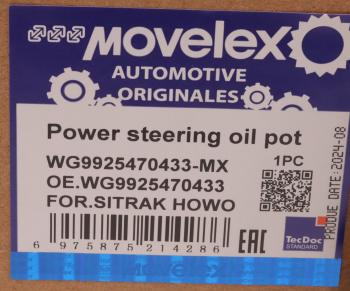 MOVELEX
AUTOMOTIVE
ORIGINALES
Power steering oil pot
WG9925470433-MX
1PC
OE.WG9925470433
FOR.SITRAK HOWO
6 975875 214286
EAC
TecDoc
STANDARD
PRODUE DATE:2024-08
MOVELEX